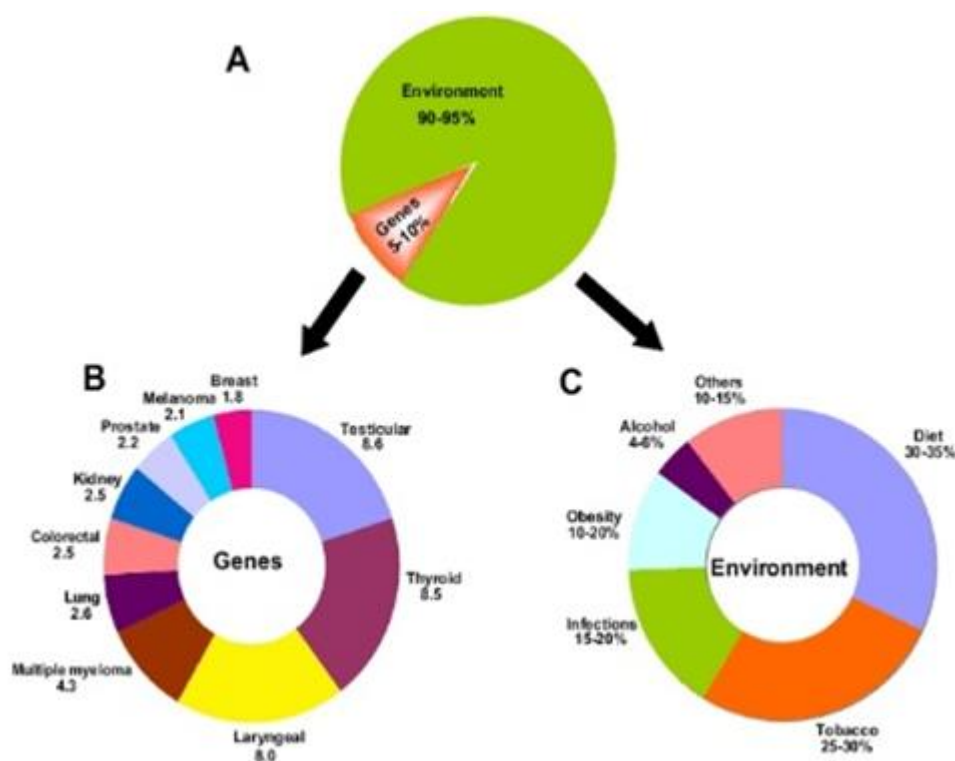 A
Environment
90-95%
Genes
5-10%
B
Breast
1.8
Melanoma
2.1
Prostate
2.2
Kidney
2.5
Colorectal
2.5
Lung
2.6
Multiple myeloma
4.3
Laryngeal
8.0
Thyroid
8.5
Testicular
8.6
Genes
C
Others
10-15%
Alcohol
4-6%
Obesity
10-20%
Infections
15-20%
Tobacco
25-30%
Diet
30-35%
Environment